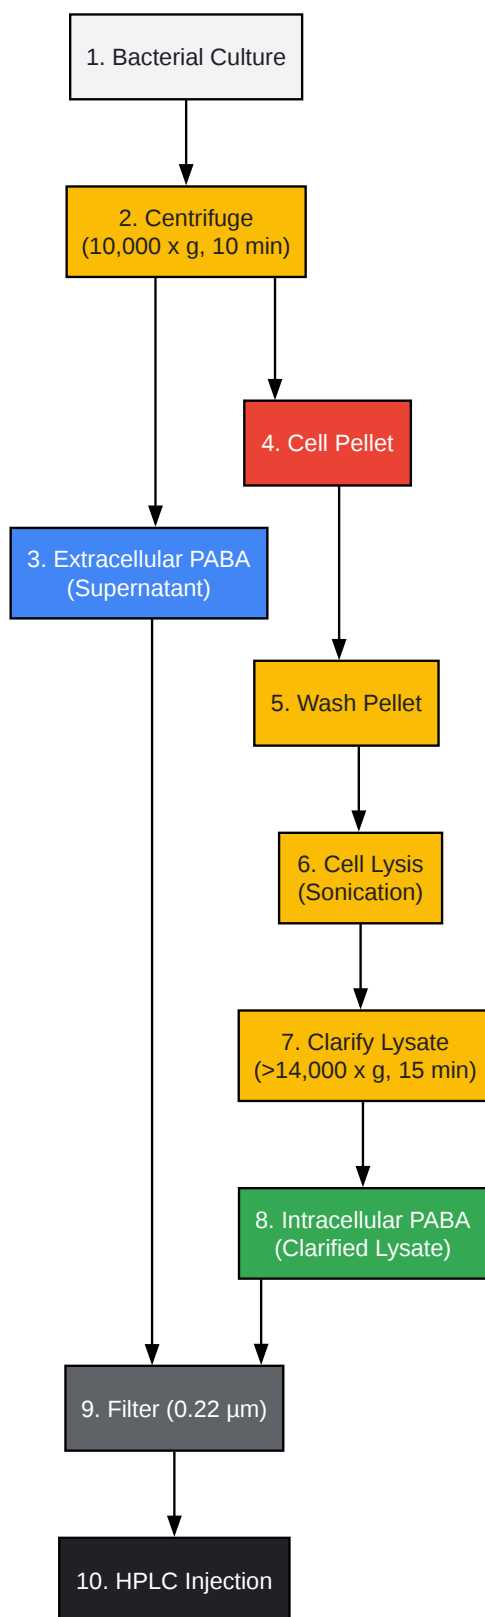 1. Bacterial Culture
2. Centrifuge
(10,000 x g, 10 min)
4. Cell Pellet
3. Extracellular PABA
(Supernatant)
5. Wash Pellet
6. Cell Lysis
(Sonication)
7. Clarify Lysate
(>14,000 x g, 15 min)
8. Intracellular PABA
(Clarified Lysate)
9. Filter (0.22 µm)
10. HPLC Injection